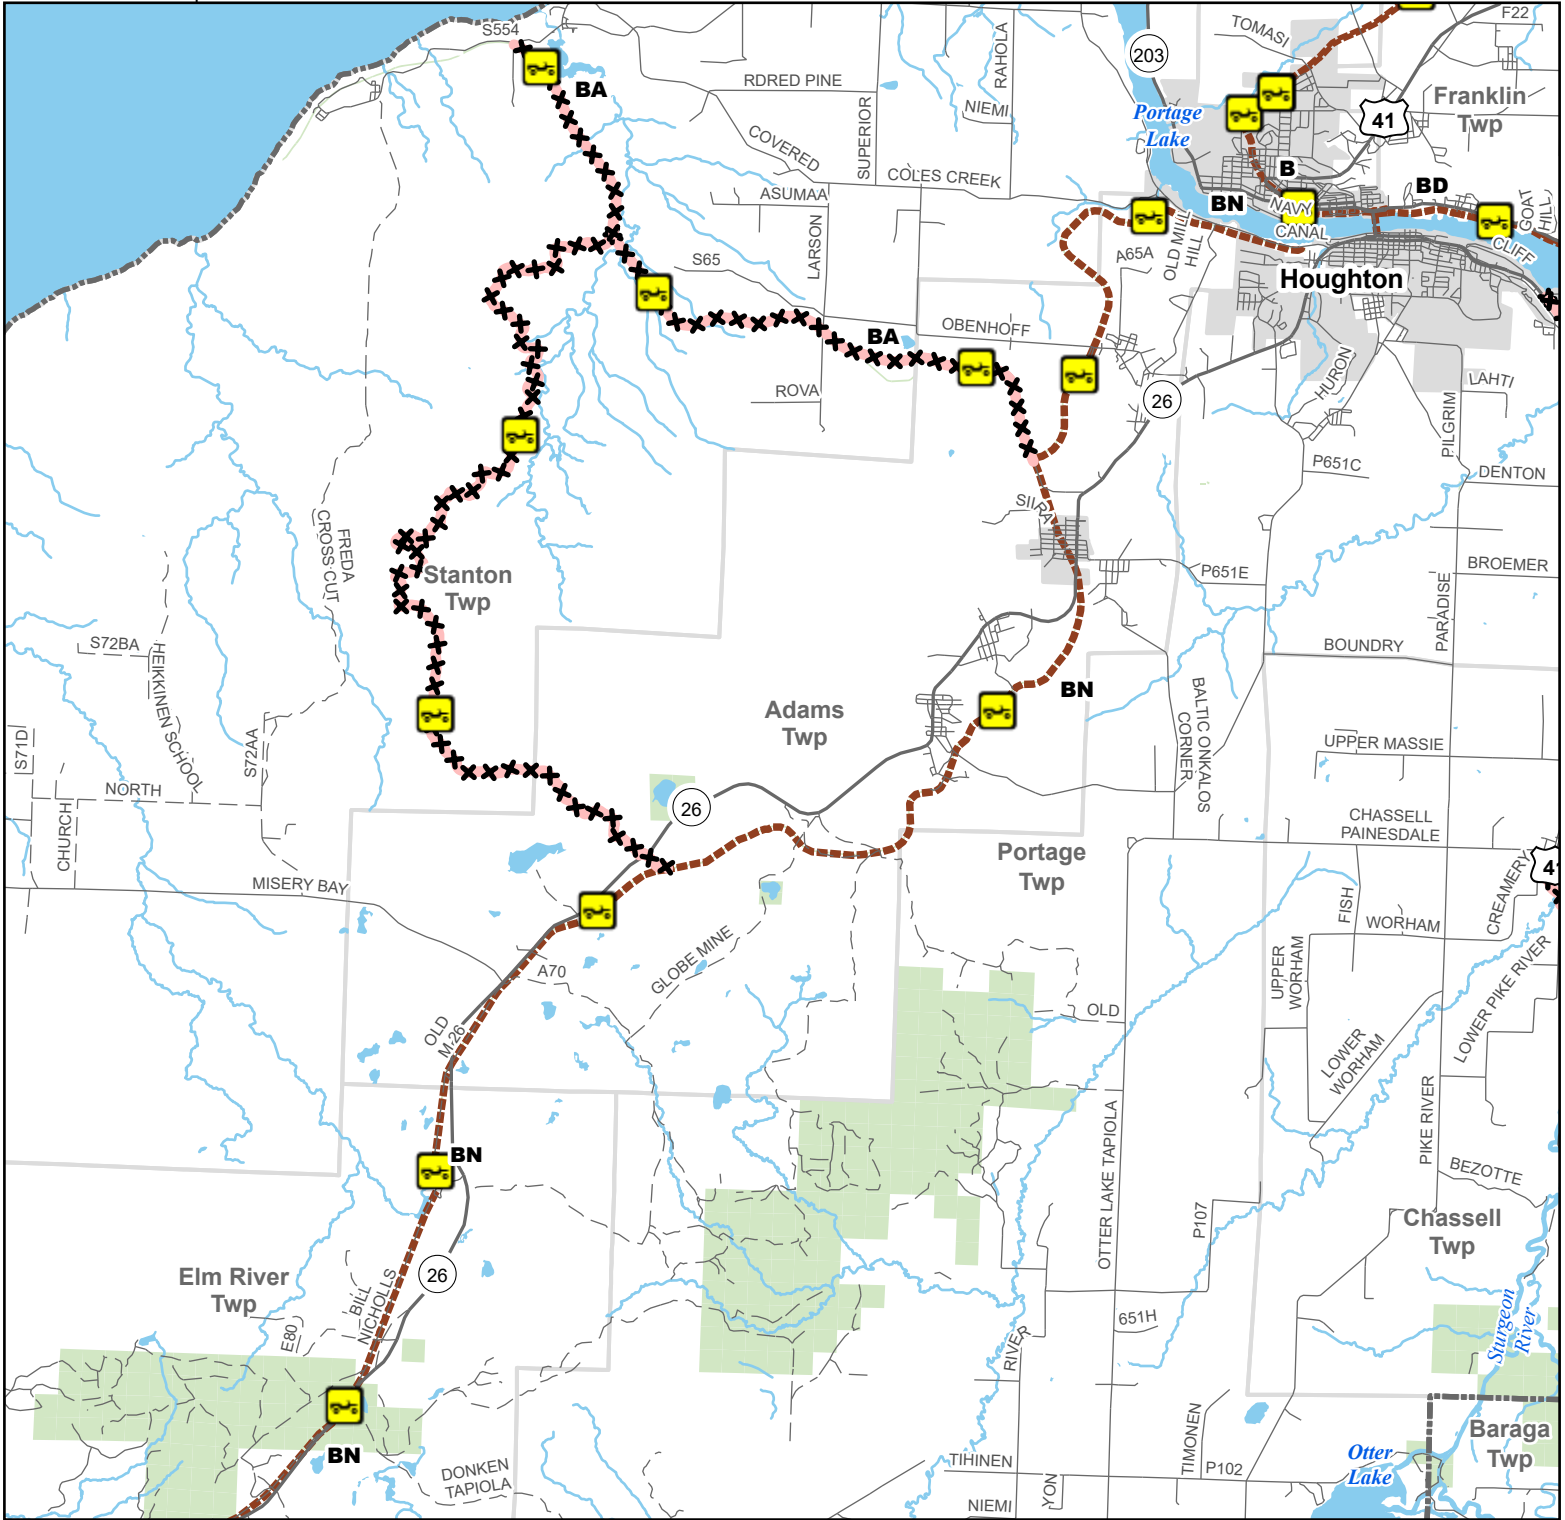 S554
BA
RDRED PINE
RAHOLA
NIEMI
SUPERIOR
COVERED
COLES CREEK
ASUMAA
LARSON
S65
BA
ROVA
OBENHOFF
203
Portage
Lake
TOMASI
F22
41
Franklin
Twp
B
BN
NAVY
CANAL
BD
GOAT
HILL
CLIFF
A65A
OLD MILL
HILL
Houghton
HURON
LAHTI
PILGRIM
26
P651C
DENTON
SIIRA
P651E
BROEMER
PARADISE
BOUNDRY
FREDA
CROSS CUT
Stanton
Twp
S72BA
HEIKKINEN SCHOOL
S71D
S72AA
NORTH
CHURCH
MISERY BAY
Adams
Twp
BN
BALTIC ONKALOS
CORNER
UPPER MASSIE
CHASSELL
PAINESDALE
26
Portage
Twp
41
CREAMERY
FISH
WORHAM
UPPER
WORHAM
LOWER PIKE RIVER
GLOBE MINE
A70
OLD
M-26
OLD
LOWER
WORHAM
OTTER LAKE TAPIOLA
PIKE RIVER
BEZOTTE
BN
P107
Chassell
Twp
Elm River
Twp
26
BILL
NICHOLLS
E80
651H
RIVER
Sturgeon
River
BN
DONKEN
TAPIOLA
TIHINEN
YON
NIEMI
TIMONEN
P102
Otter
Lake
Baraga
Twp